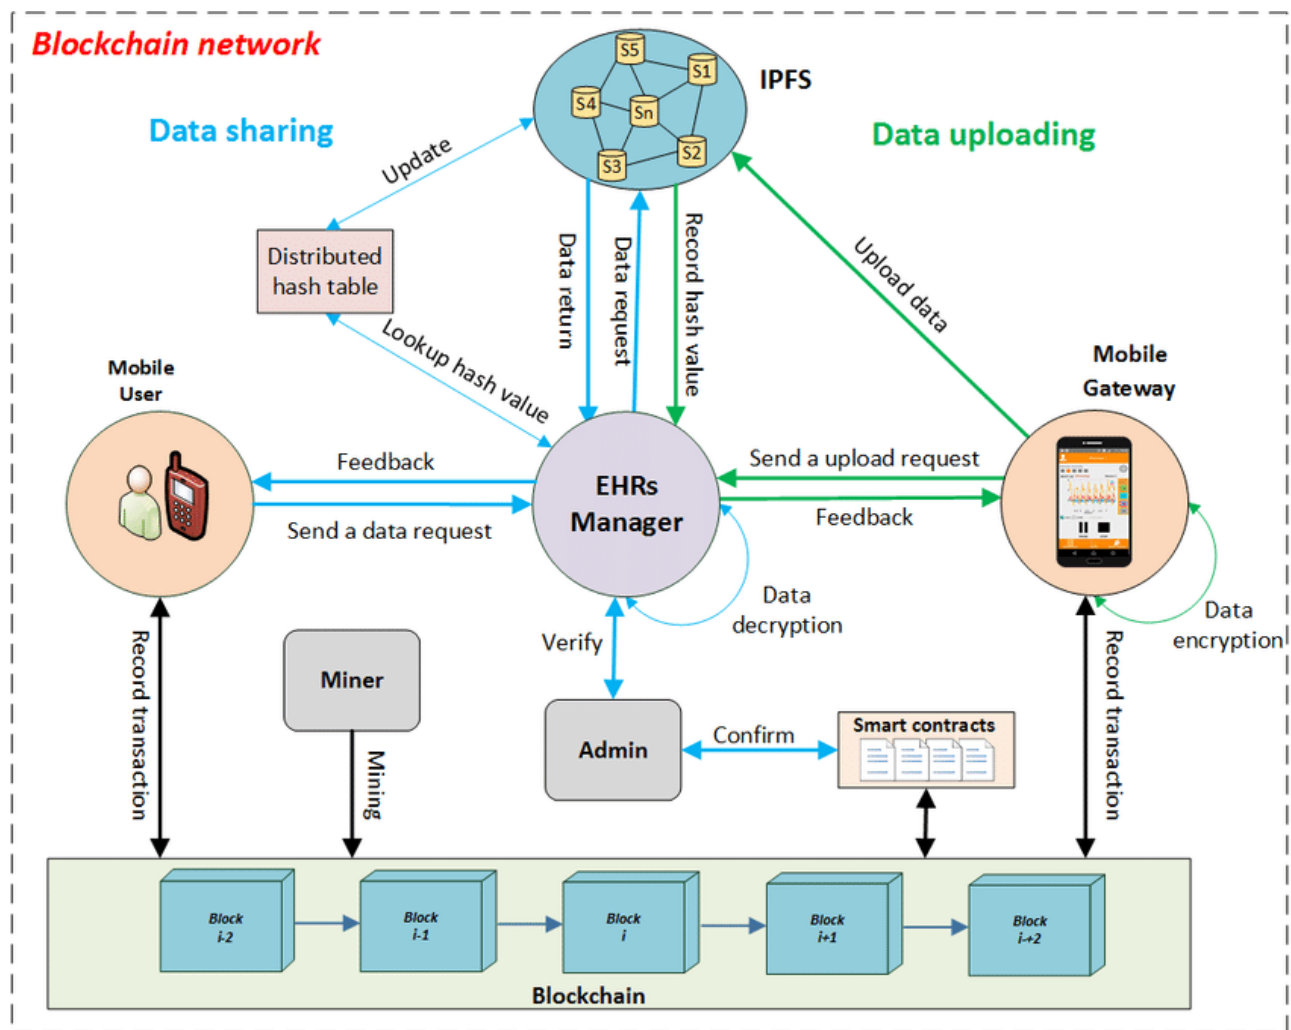 Blockchain network
IPFS
S5
S1
S4
Sn
S3
S2
Data sharing
Data uploading
Update
Distributed
hash table
Lookup hash value
Data return
Data request
Record hash value
Upload data
Mobile
User
Mobile
Gateway
Feedback
Send a data request
EHRs
Manager
Send a upload request
Feedback
Data
decryption
Data
encryption
Verify
Record transaction
Miner
Mining
Admin
Confirm
Smart contracts
Record transaction
Block
i-2
Block
i-1
Block
i
Block
i+1
Block
i-+2
Blockchain